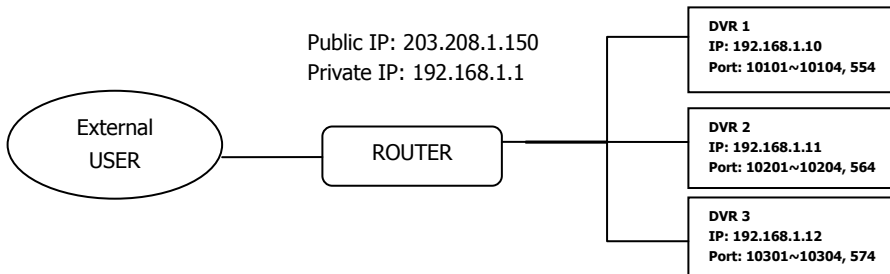 Public IP: 203.208.1.150
Private IP: 192.168.1.1
External
USER
ROUTER
DVR 1
IP: 192.168.1.10
Port: 10101~10104, 554
DVR 2
IP: 192.168.1.11
Port: 10201~10204, 564
DVR 3
IP: 192.168.1.12
Port: 10301~10304, 574